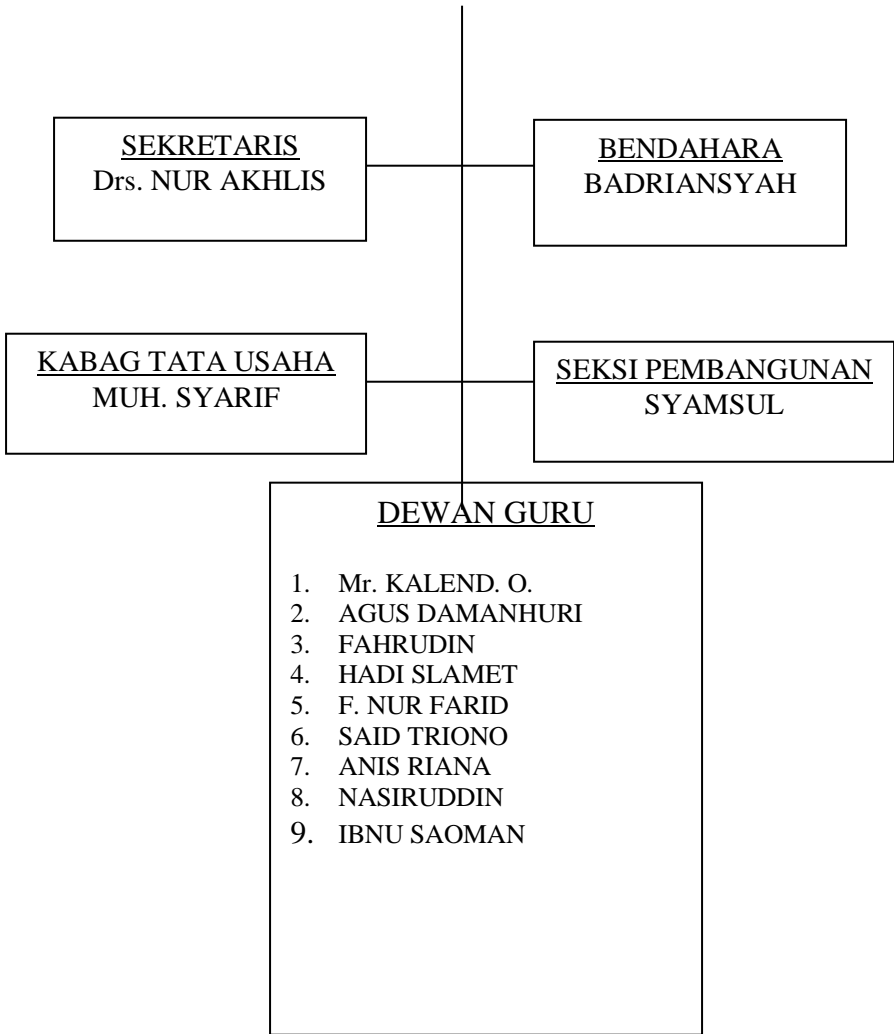 SEKRETARIS
Drs. NUR AKHLIS
BENDAHARA
BADRIANSYAH
KABAG TATA USAHA
MUH. SYARIF
SEKSI PEMBANGUNAN
SYAMSUL
DEWAN GURU
1. Mr. KALEND. O.
2. AGUS DAMANHURI
3. FAHRUDIN
4. HADI SLAMET
5. F. NUR FARID
6. SAID TRIONO
7. ANIS RIANA
8. NASIRUDDIN
9. IBNU SAOMAN